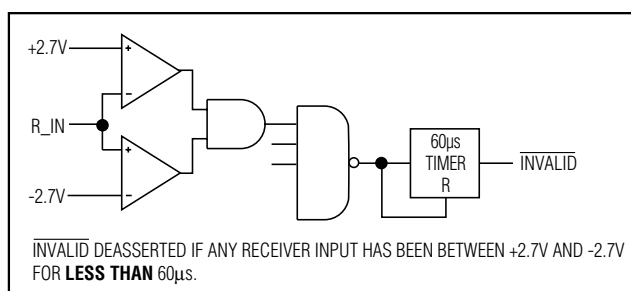 +2.7V
R_IN
-2.7V
60μs
TIMER
R
INVALID
INVALID DEASSERTED IF ANY RECEIVER INPUT HAS BEEN BETWEEN +2.7V AND -2.7V
FOR LESS THAN 60μs.